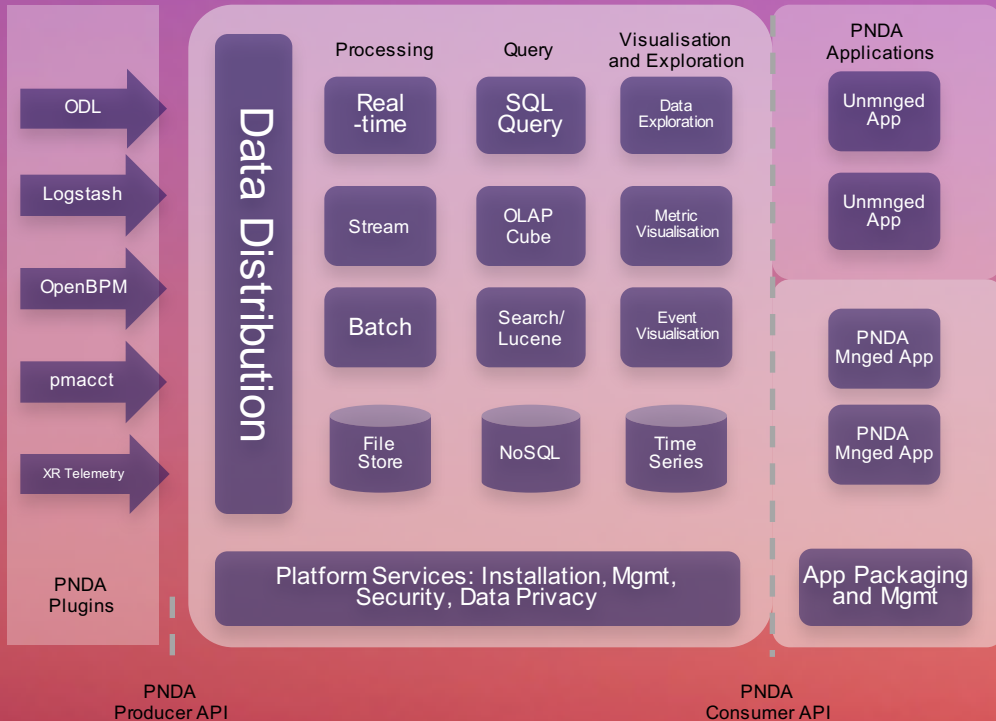 ODL
Logstash
OpenBPM
pmacct
XR Telemetry
PNDA
Plugins
PNDA
Producer API
Data Distribution
Processing
Real
-time
Stream
Batch
File
Store
Query
SQL
Query
OLAP
Cube
Search/
Lucene
NoSQL
Visualisation
and Exploration
Data
Exploration
Metric
Visualisation
Event
Visualisation
Time
Series
Platform Services: Installation, Mgmt,
Security, Data Privacy
PNDA
Consumer API
PNDA
Applications
Unmnged
App
Unmnged
App
PNDA
Mnged App
PNDA
Mnged App
App Packaging
and Mgmt